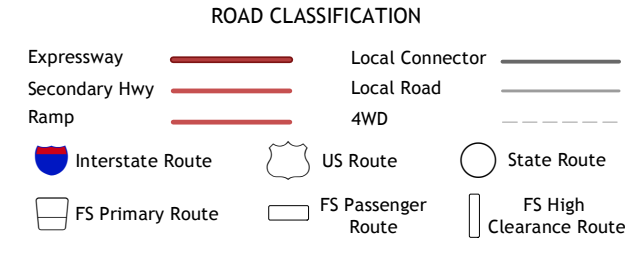 ROAD CLASSIFICATION
Expressway
Local Connector
Secondary Hwy
Local Road
Ramp
4WD
Interstate Route
US Route
State Route
FS Primary Route
FS Passenger
Route
FS High
Clearance Route